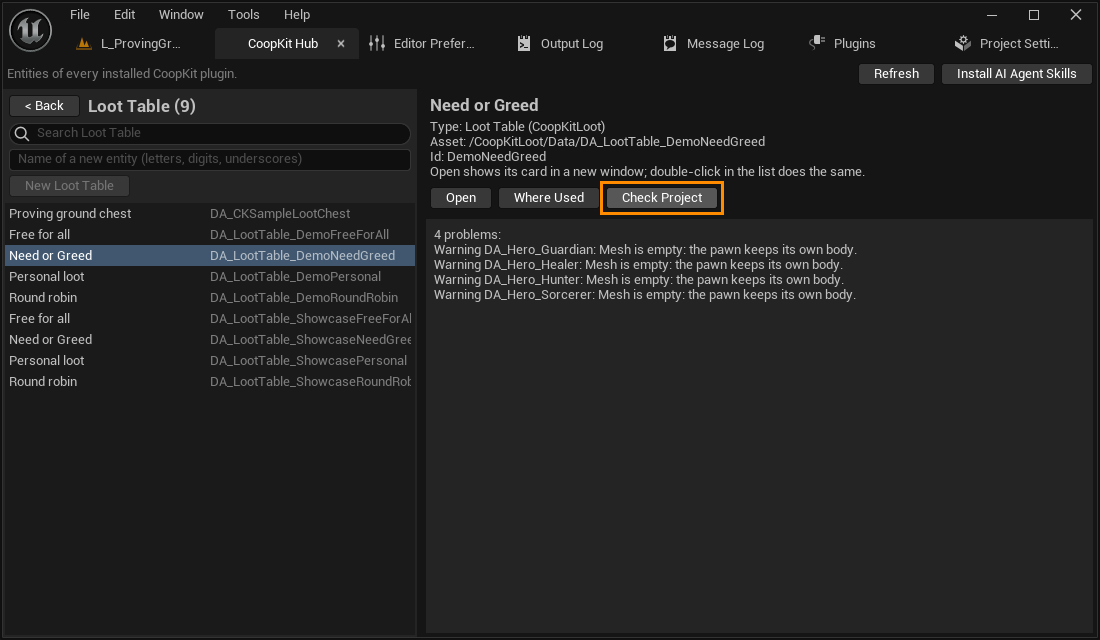 File Edit Window Tools Help
L_ProvingGr... CoopKit Hub × Editor Prefer... Output Log Message Log Plugins Project Setti...
Entities of every installed CoopKit plugin. Refresh Install AI Agent Skills
< Back Loot Table (9)
Search Loot Table
Name of a new entity (letters, digits, underscores)
New Loot Table
Proving ground chest DA_CKSampleLootChest
Free for all DA_LootTable_DemoFreeForAll
Need or Greed DA_LootTable_DemoNeedGreed
Personal loot DA_LootTable_DemoPersonal
Round robin DA_LootTable_DemoRoundRobin
Free for all DA_LootTable_ShowcaseFreeForAl
Need or Greed DA_LootTable_ShowcaseNeedGree
Personal loot DA_LootTable_ShowcasePersonal
Round robin DA_LootTable_ShowcaseRoundRob
Need or Greed
Type: Loot Table (CoopKitLoot)
Asset: /CoopKitLoot/Data/DA_LootTable_DemoNeedGreed
Id: DemoNeedGreed
Open shows its card in a new window; double-click in the list does the same.
Open Where Used Check Project
4 problems:
Warning DA_Hero_Guardian: Mesh is empty: the pawn keeps its own body.
Warning DA_Hero_Healer: Mesh is empty: the pawn keeps its own body.
Warning DA_Hero_Hunter: Mesh is empty: the pawn keeps its own body.
Warning DA_Hero_Sorcerer: Mesh is empty: the pawn keeps its own body.